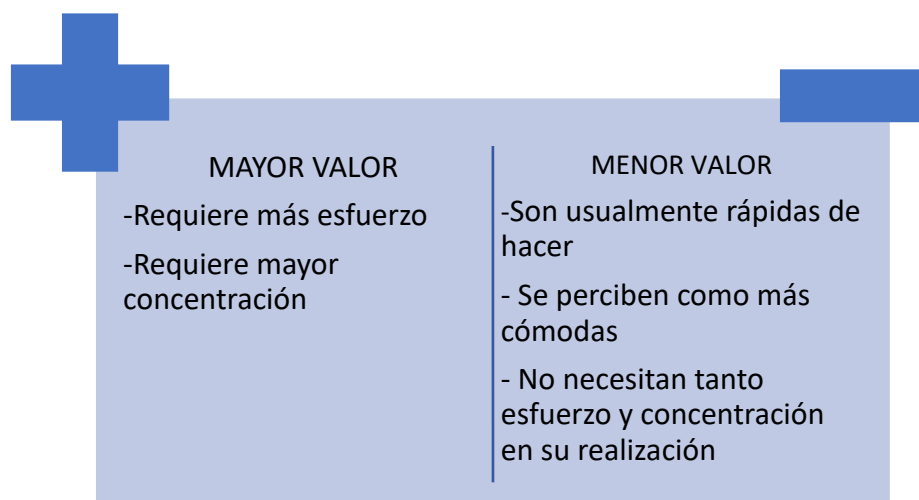 MAYOR VALOR
-Requiere más esfuerzo
-Requiere mayor
concentración
MENOR VALOR
-Son usualmente rápidas de
hacer
- Se perciben como más
cómodas
- No necesitan tanto
esfuerzo y concentración
en su realización